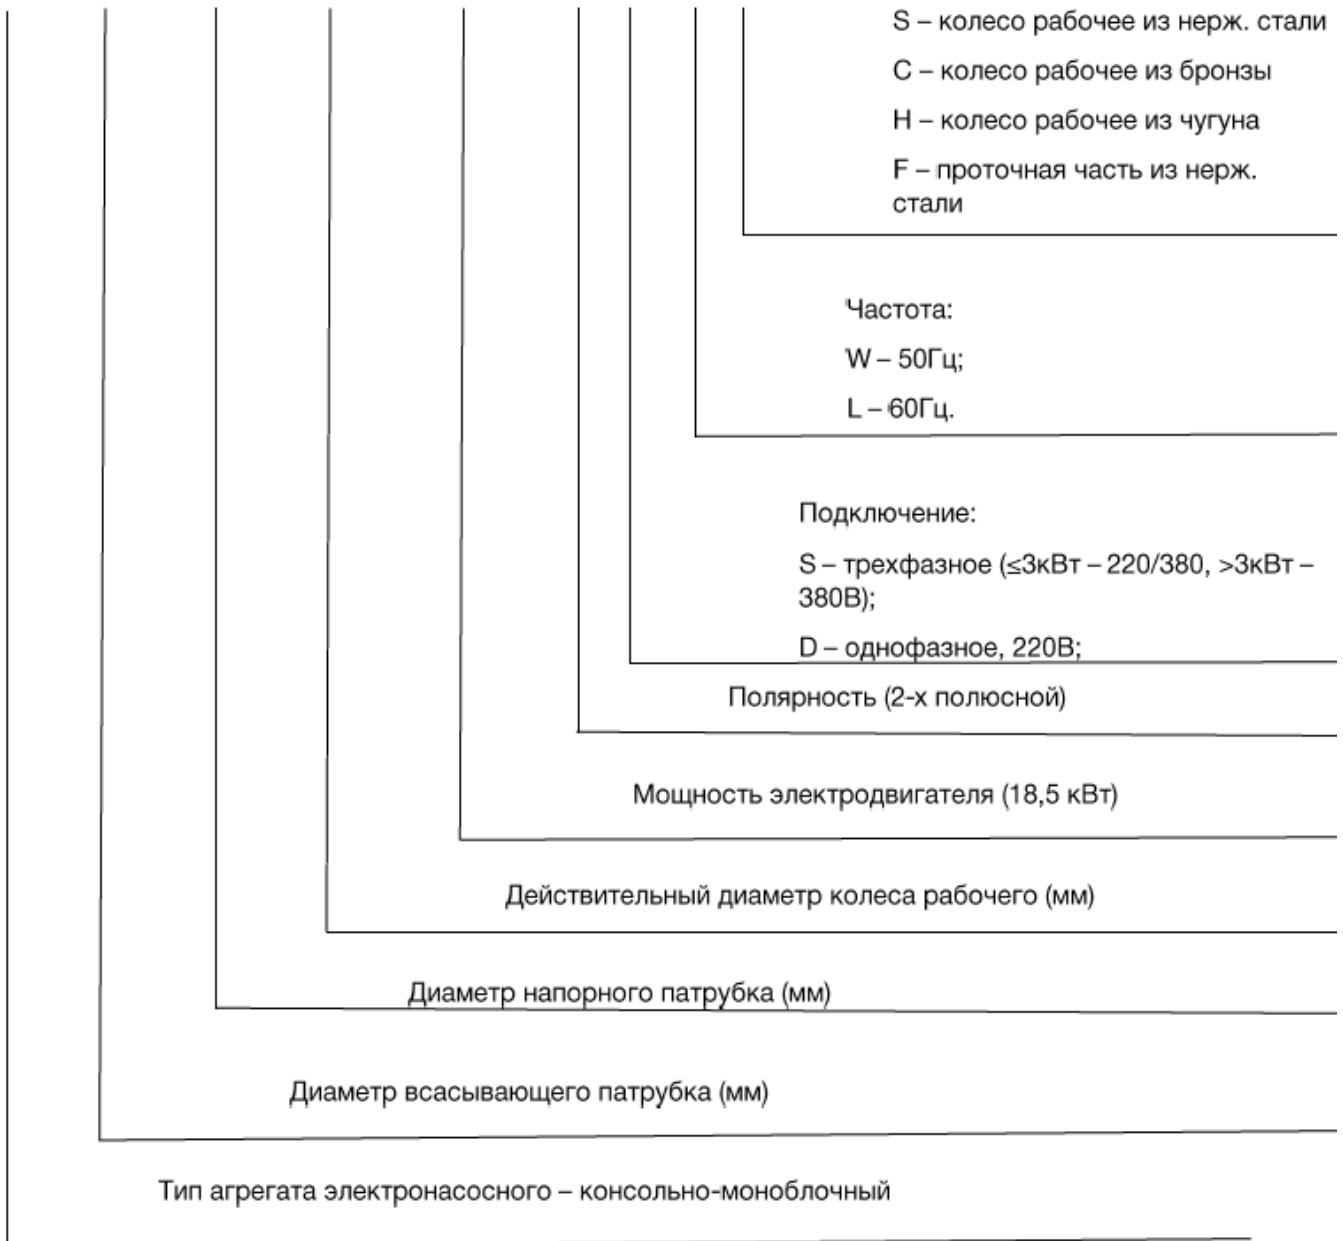 S – колесо рабочее из нерж. стали
C – колесо рабочее из бронзы
H – колесо рабочее из чугуна
F – проточная часть из нерж.
стали
Частота:
W – 50Гц;
L – 60Гц.
Подключение:
S – трехфазное (≤3кВт – 220/380, >3кВт –
380В);
D – однофазное, 220В;
Полярность (2-х полюсной)
Мощность электродвигателя (18,5 кВт)
Действительный диаметр колеса рабочего (мм)
Диаметр напорного патрубка (мм)
Диаметр всасывающего патрубка (мм)
Тип агрегата электронасосного – консольно-моноблочный